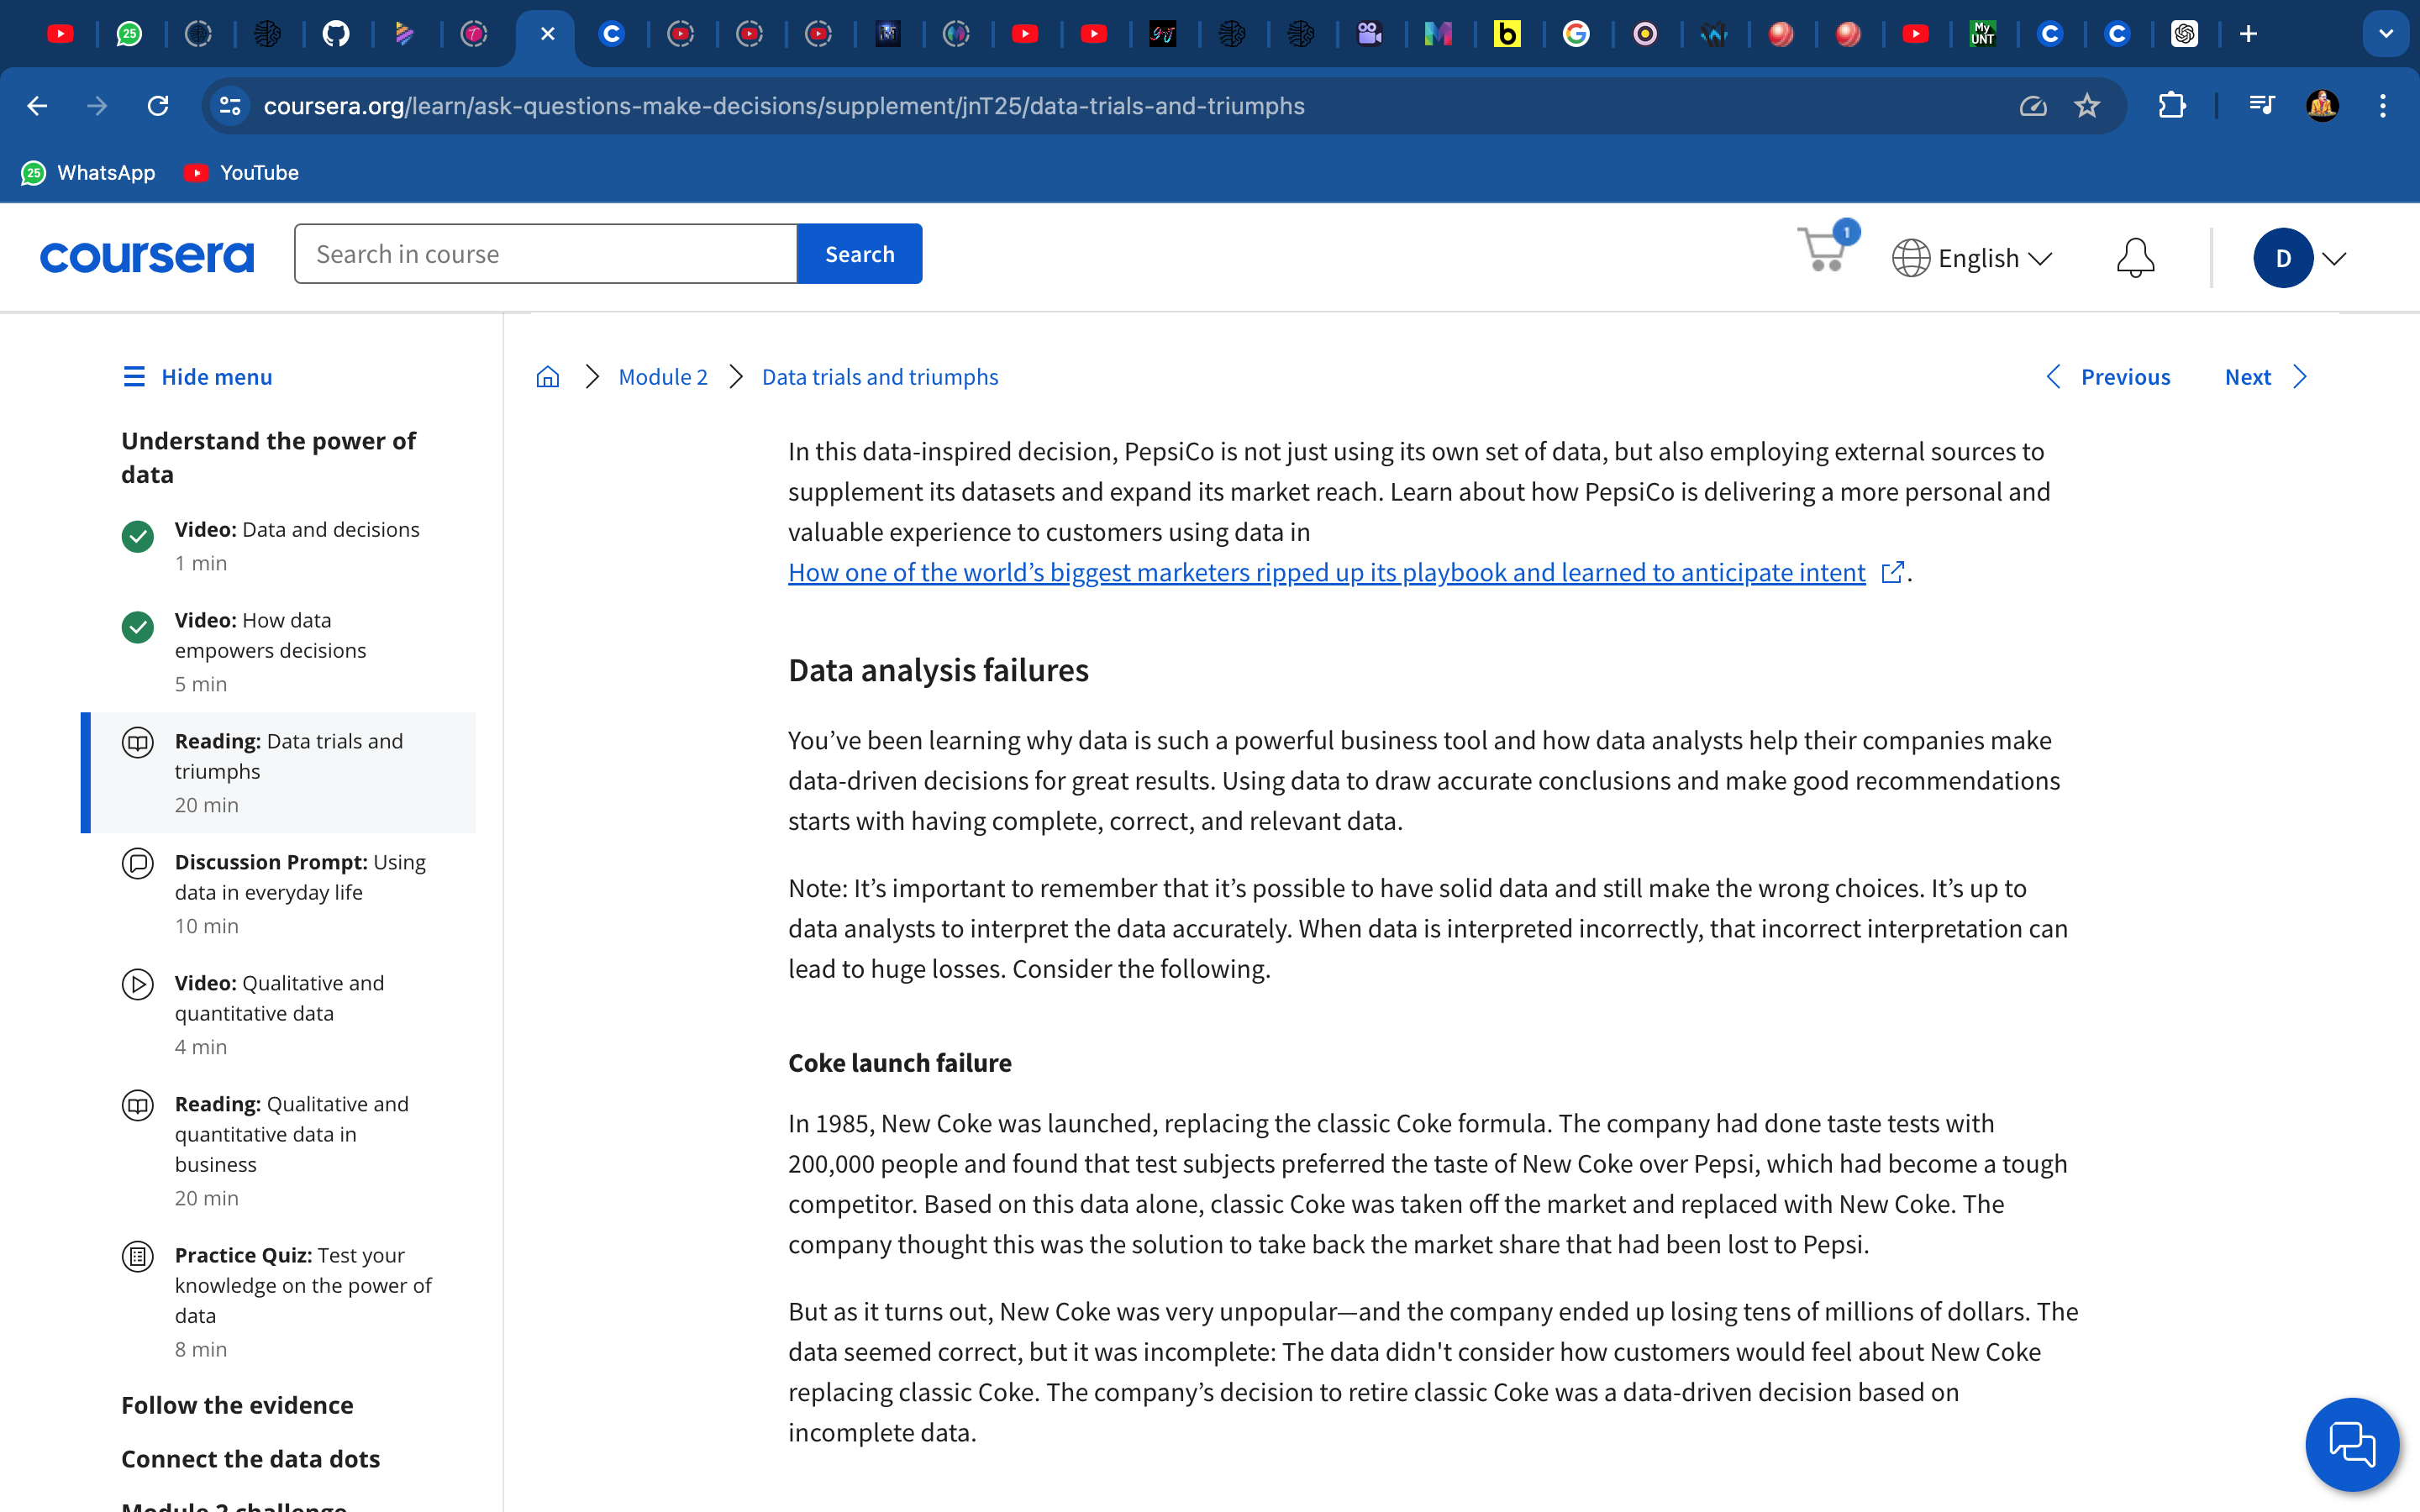 25
My
UNT
coursera.org/learn/ask-questions-make-decisions/supplement/jnT25/data-trials-and-triumphs
25 WhatsApp YouTube
coursera
Search in course
Search
1
English
D
Hide menu
Module 2
Data trials and triumphs
Previous
Next
Understand the power of
data
Video: Data and decisions
1 min
Video: How data
empowers decisions
5 min
Reading: Data trials and
triumphs
20 min
Discussion Prompt: Using
data in everyday life
10 min
Video: Qualitative and
quantitative data
4 min
Reading: Qualitative and
quantitative data in
business
20 min
Practice Quiz: Test your
knowledge on the power of
data
8 min
Follow the evidence
Connect the data dots
Module 2 challenge
In this data-inspired decision, PepsiCo is not just using its own set of data, but also employing external sources to
supplement its datasets and expand its market reach. Learn about how PepsiCo is delivering a more personal and
valuable experience to customers using data in
How one of the world’s biggest marketers ripped up its playbook and learned to anticipate intent .
Data analysis failures
You’ve been learning why data is such a powerful business tool and how data analysts help their companies make
data-driven decisions for great results. Using data to draw accurate conclusions and make good recommendations
starts with having complete, correct, and relevant data.
Note: It’s important to remember that it’s possible to have solid data and still make the wrong choices. It’s up to
data analysts to interpret the data accurately. When data is interpreted incorrectly, that incorrect interpretation can
lead to huge losses. Consider the following.
Coke launch failure
In 1985, New Coke was launched, replacing the classic Coke formula. The company had done taste tests with
200,000 people and found that test subjects preferred the taste of New Coke over Pepsi, which had become a tough
competitor. Based on this data alone, classic Coke was taken off the market and replaced with New Coke. The
company thought this was the solution to take back the market share that had been lost to Pepsi.
But as it turns out, New Coke was very unpopular—and the company ended up losing tens of millions of dollars. The
data seemed correct, but it was incomplete: The data didn't consider how customers would feel about New Coke
replacing classic Coke. The company’s decision to retire classic Coke was a data-driven decision based on
incomplete data.